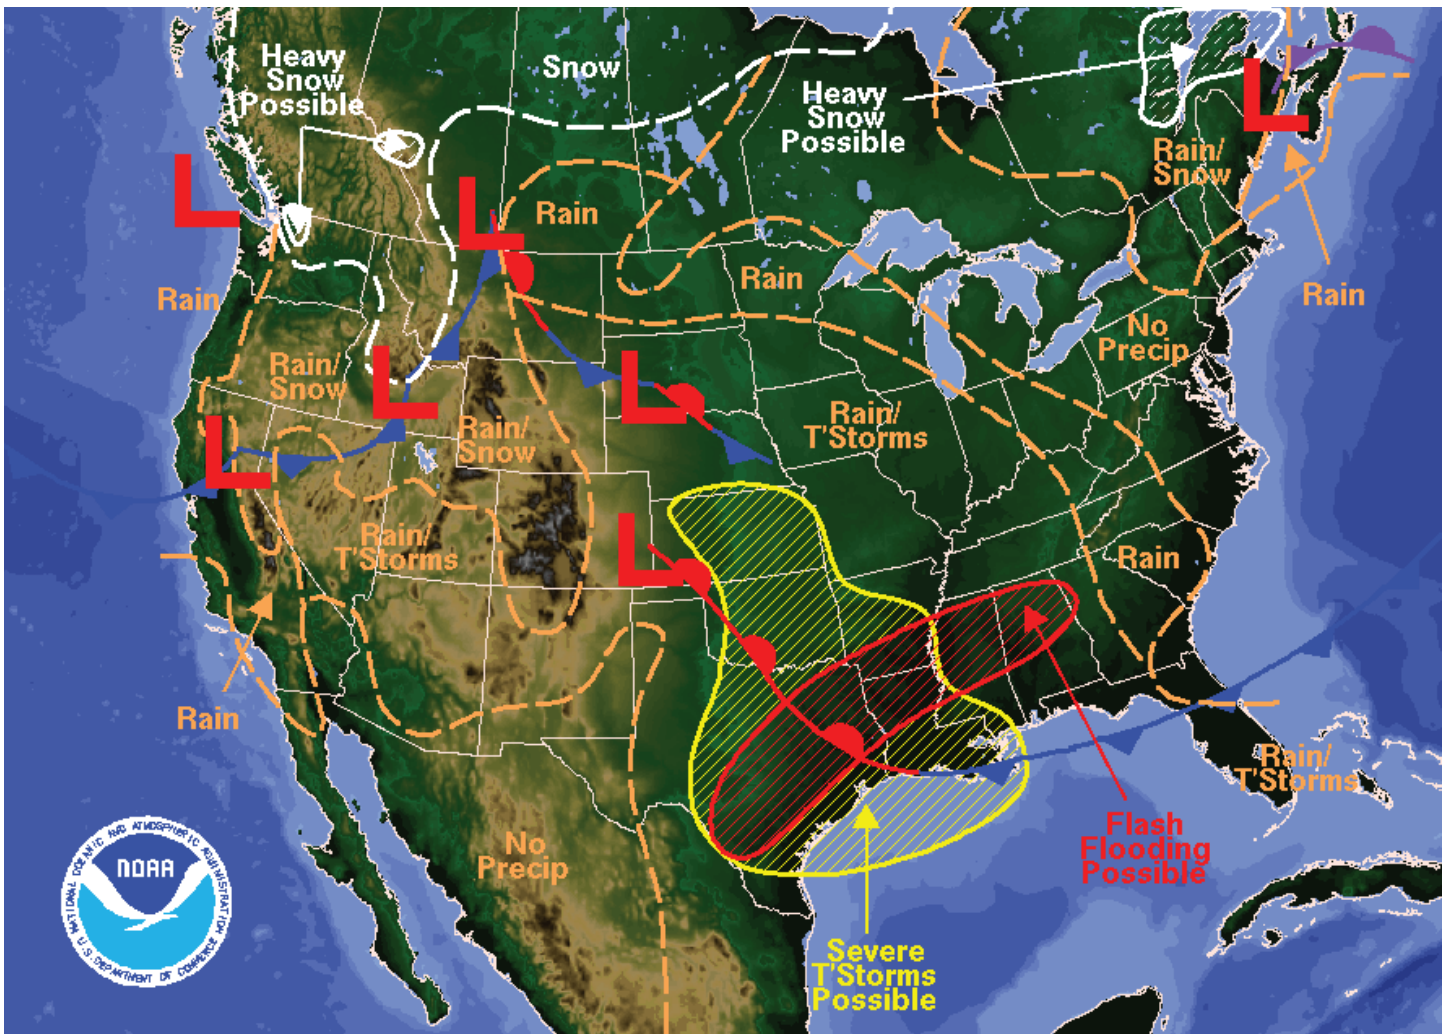 Heavy
Snow
Possible
Snow
Heavy
Snow
Possible
Rain/
Snow
Rain
Rain
Rain
Rain
No
Precip
Rain/
Snow
Rain/
T'Storms
Rain/
Snow
Rain/
T'Storms
Rain
Rain
Rain/
T'Storms
No
Precip
Flash
Flooding
Possible
Severe
T'Storms
Possible
L
L
L
L
L
L
L
NATIONAL OCEANIC AND ATMOSPHERIC ADMINISTRATION
NOAA
U.S. DEPARTMENT OF COMMERCE